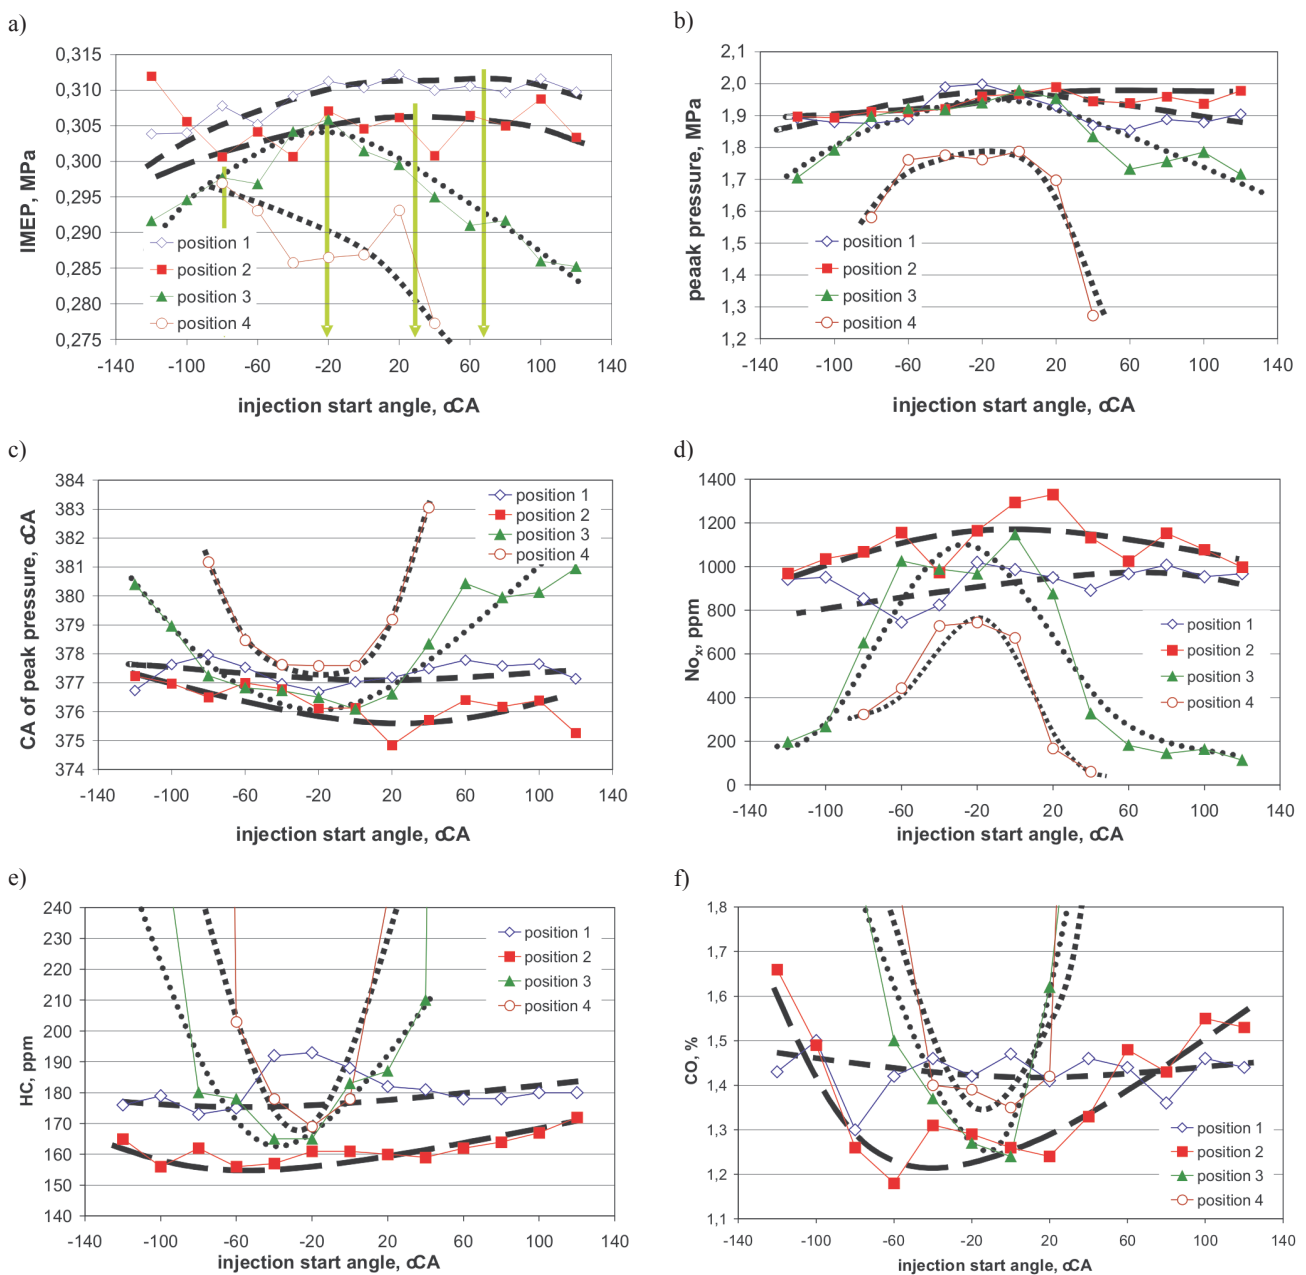 a)
0,315
0,310
0,305
0,300
0,295
0,290
0,285
0,280
0,275
IMEP, MPa
position 1
position 2
position 3
position 4
-140 -100 -60 -20 20 60 100 140
injection start angle, αCA
b)
2,1
2,0
1,9
1,8
1,7
1,6
1,5
1,4
1,3
1,2
peaak pressure, MPa
position 1
position 2
position 3
position 4
-140 -100 -60 -20 20 60 100 140
injection start angle, αCA
c)
384
383
382
381
380
379
378
377
376
375
374
CA of peak pressure, αCA
position 1
position 2
position 3
position 4
-140 -100 -60 -20 20 60 100 140
injection start angle, αCA
d)
1400
1200
1000
800
600
400
200
0
Nox, ppm
position 1
position 2
position 3
position 4
-140 -100 -60 -20 20 60 100 140
injection start angle, αCA
e)
240
230
220
210
200
190
180
170
160
150
140
HC, ppm
position 1
position 2
position 3
position 4
-140 -100 -60 -20 20 60 100 140
injection start angle, αCA
f)
1,8
1,7
1,6
1,5
1,4
1,3
1,2
1,1
CO, %
position 1
position 2
position 3
position 4
-140 -100 -60 -20 20 60 100 140
injection start angle, αCA